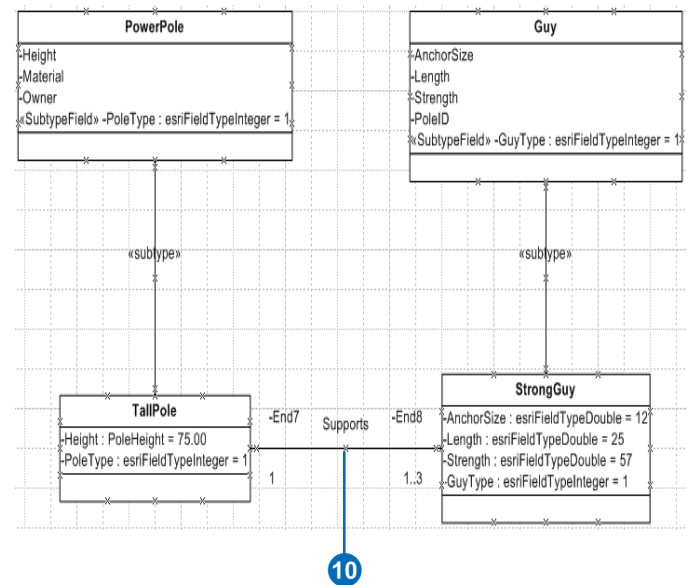 PowerPole
-Height
-Material
-Owner
«SubtypeField» -PoleType : esriFieldTypeInteger = 1
Guy
-AnchorSize
-Length
-Strength
-PoleID
«SubtypeField» -GuyType : esriFieldTypeInteger = 1
«subtype»
«subtype»
TallPole
-Height : PoleHeight = 75.00
-PoleType : esriFieldTypeInteger = 1
-End7
Supports
-End8
1
1..3
StrongGuy
-AnchorSize : esriFieldTypeDouble = 12
-Length : esriFieldTypeDouble = 25
-Strength : esriFieldTypeDouble = 57
-GuyType : esriFieldTypeInteger = 1
10